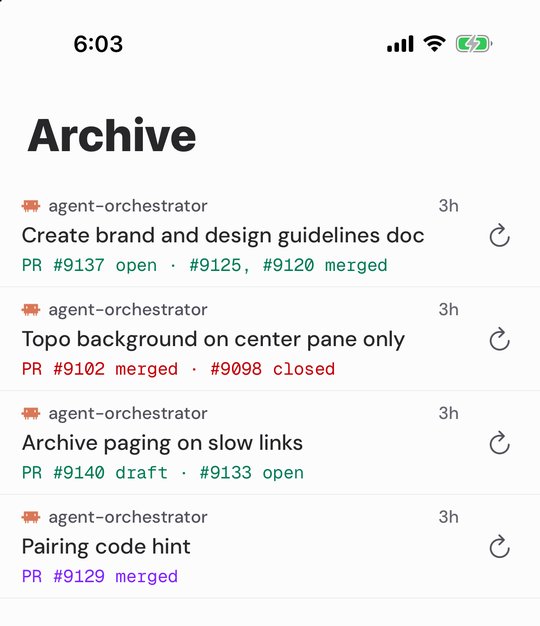 6:03
Archive
agent-orchestrator 3h
Create brand and design guidelines doc
PR #9137 open · #9125, #9120 merged
agent-orchestrator 3h
Topo background on center pane only
PR #9102 merged · #9098 closed
agent-orchestrator 3h
Archive paging on slow links
PR #9140 draft · #9133 open
agent-orchestrator 3h
Pairing code hint
PR #9129 merged